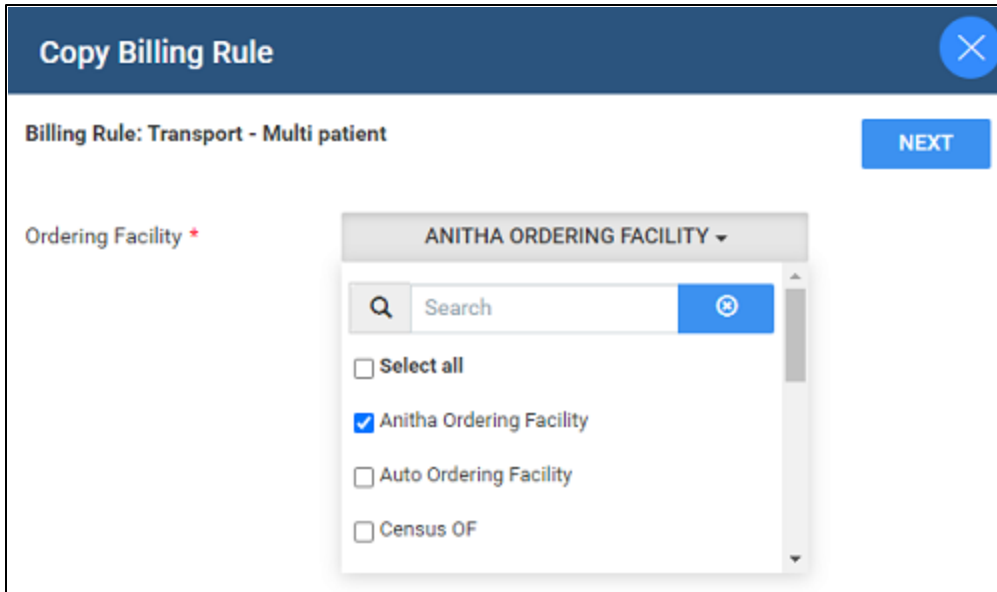 Copy Billing Rule
Billing Rule: Transport - Multi patient
NEXT
Ordering Facility *
ANITHA ORDERING FACILITY
Search
Select all
Anitha Ordering Facility
Auto Ordering Facility
Census OF